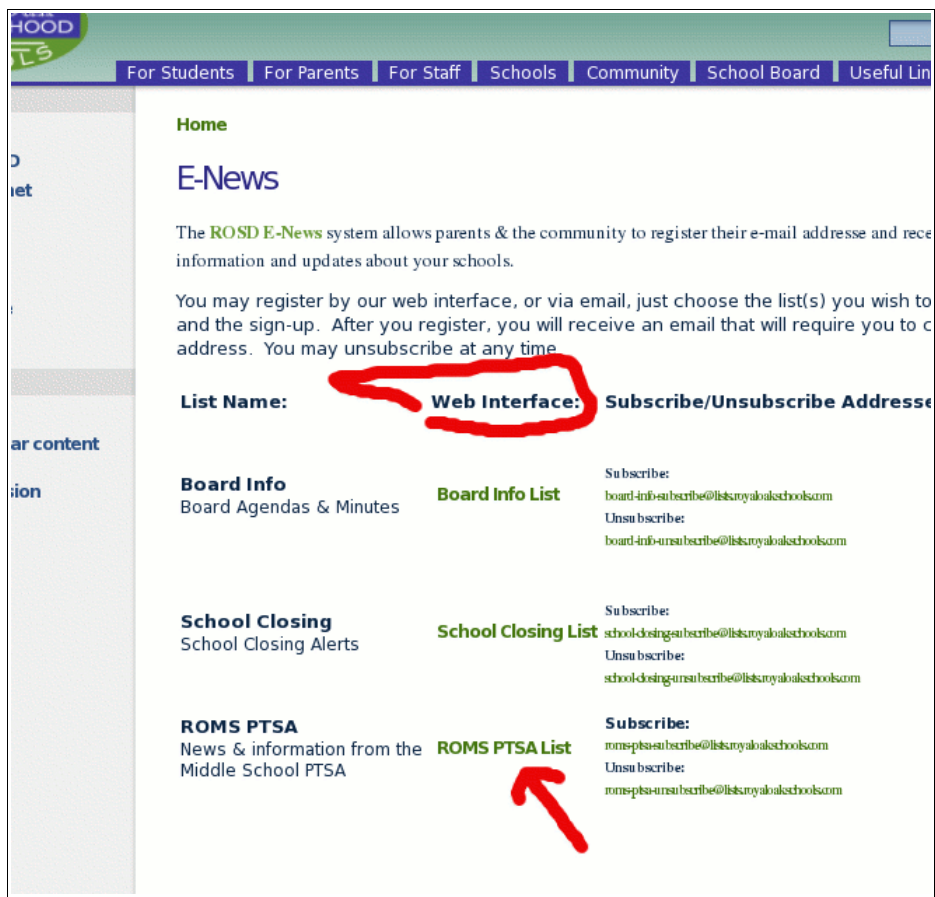 HOOD
For Students For Parents For Staff Schools Community School Board Useful Lin
Home
E-News
The ROSD E-News system allows parents & the community to register their e-mail addresse and rece
information and updates about your schools.
You may register by our web interface, or via email, just choose the list(s) you wish to
and the sign-up. After you register, you will receive an email that will require you to c
address. You may unsubscribe at any time.
List Name: Web Interface: Subscribe/Unsubscribe Addresse
ar content
sion
Board Info
Board Agendas & Minutes
Board Info List
Subscribe:
board-info-subscribe@lists.royaloakschools.com
Unsubscribe:
board-info-unsubscribe@lists.royaloakschools.com
School Closing
School Closing Alerts
School Closing List
Subscribe:
school-closing-subscribe@lists.royaloakschools.com
Unsubscribe:
school-closing-unsubscribe@lists.royaloakschools.com
ROMS PTSA
News & information from the
Middle School PTSA
ROMS PTSA List
Subscribe:
roms-ptsa-subscribe@lists.royaloakschools.com
Unsubscribe:
roms-ptsa-unsubscribe@lists.royaloakschools.com